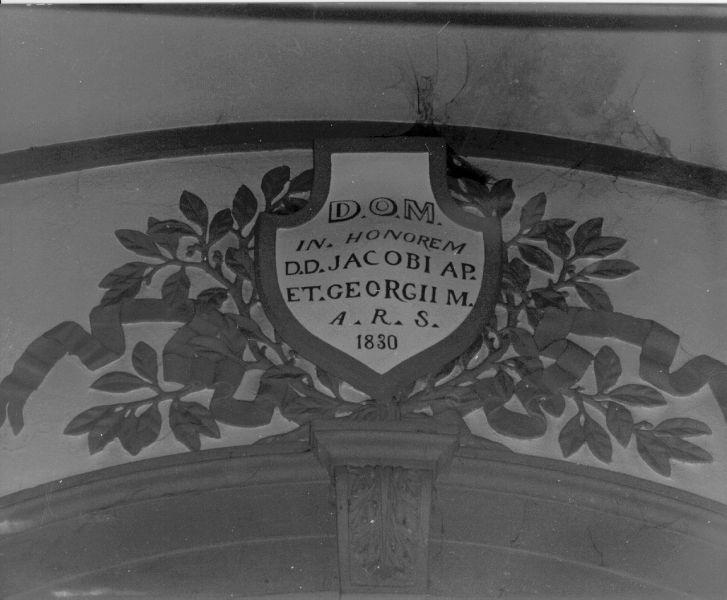 D.O.M.
IN. HONOREM
D.D. JACOBI AP.
ET. GEORGII M.
A. R. S.
1830